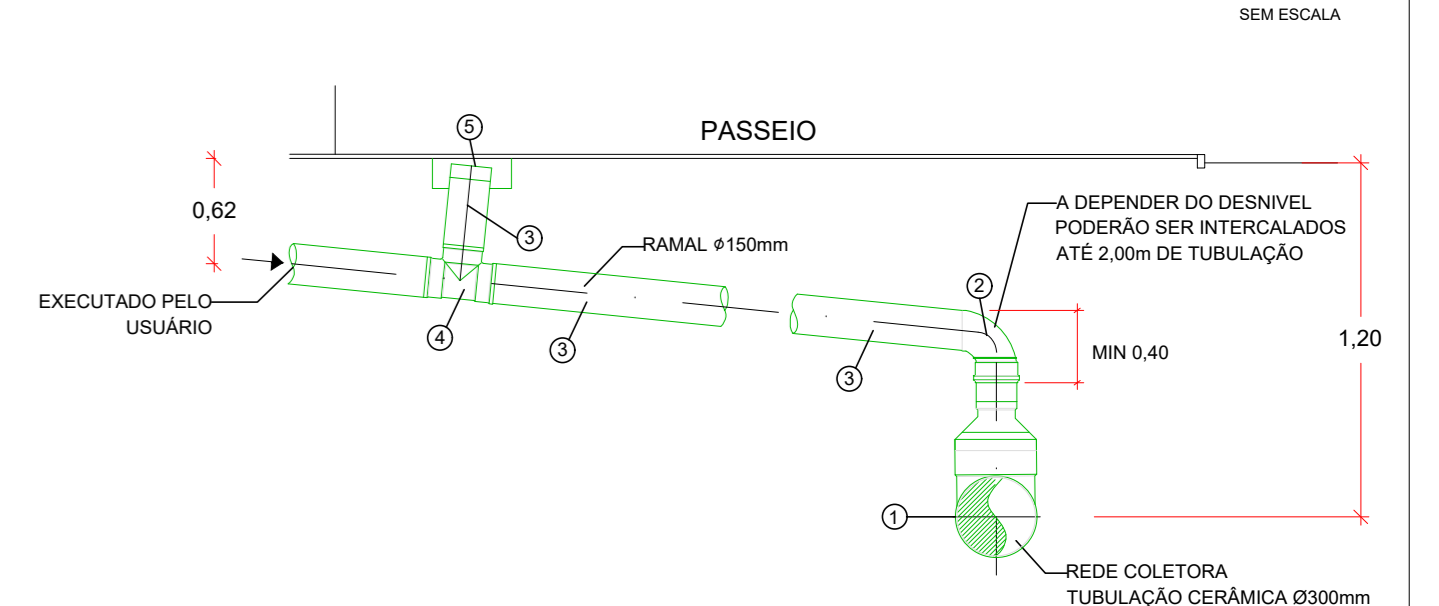 SEM ESCALA
PASSEIO
5
0,62
3
RAMAL ⌀150mm
A DEPENDER DO DESNIVEL
PODERÃO SER INTERCALADOS
ATÉ 2,00m DE TUBULAÇÃO
2
EXECUTADO PELO
USUÁRIO
4
3
3
MIN 0,40
1,20
1
REDE COLETORA
TUBULAÇÃO CERÂMICA Ø300mm